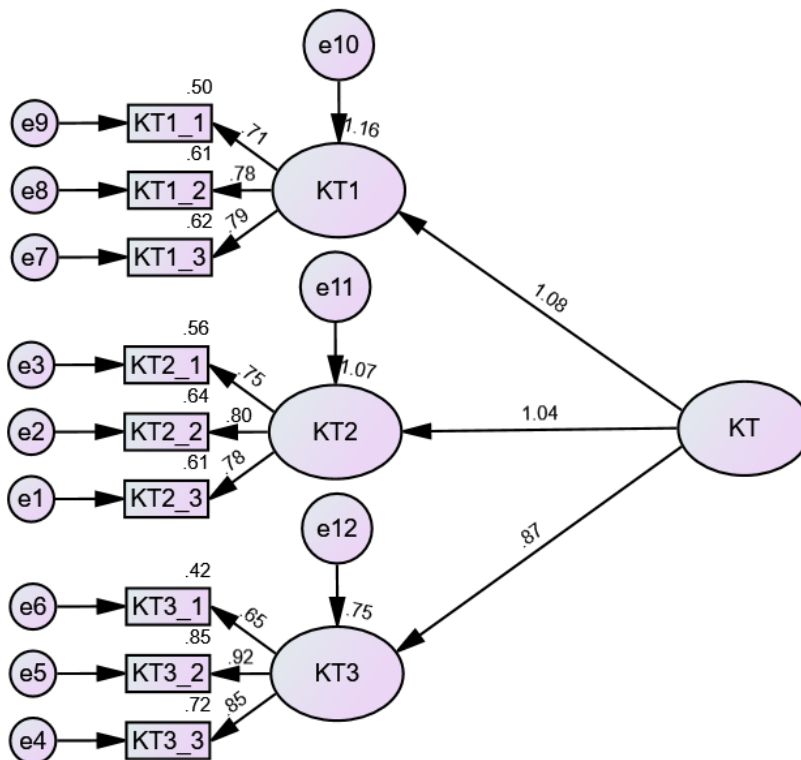 e10
.50
e9
KT1_1
.71
1.16
.61
e8
KT1_2
.78
KT1
.62
.79
e7
KT1_3
e11
1.08
.56
e3
KT2_1
.75
1.07
.64
e2
KT2_2
.80
KT2
1.04
KT
.61
.78
e1
KT2_3
e12
.87
.42
e6
KT3_1
.65
.75
.85
e5
KT3_2
.92
KT3
.72
.85
e4
KT3_3